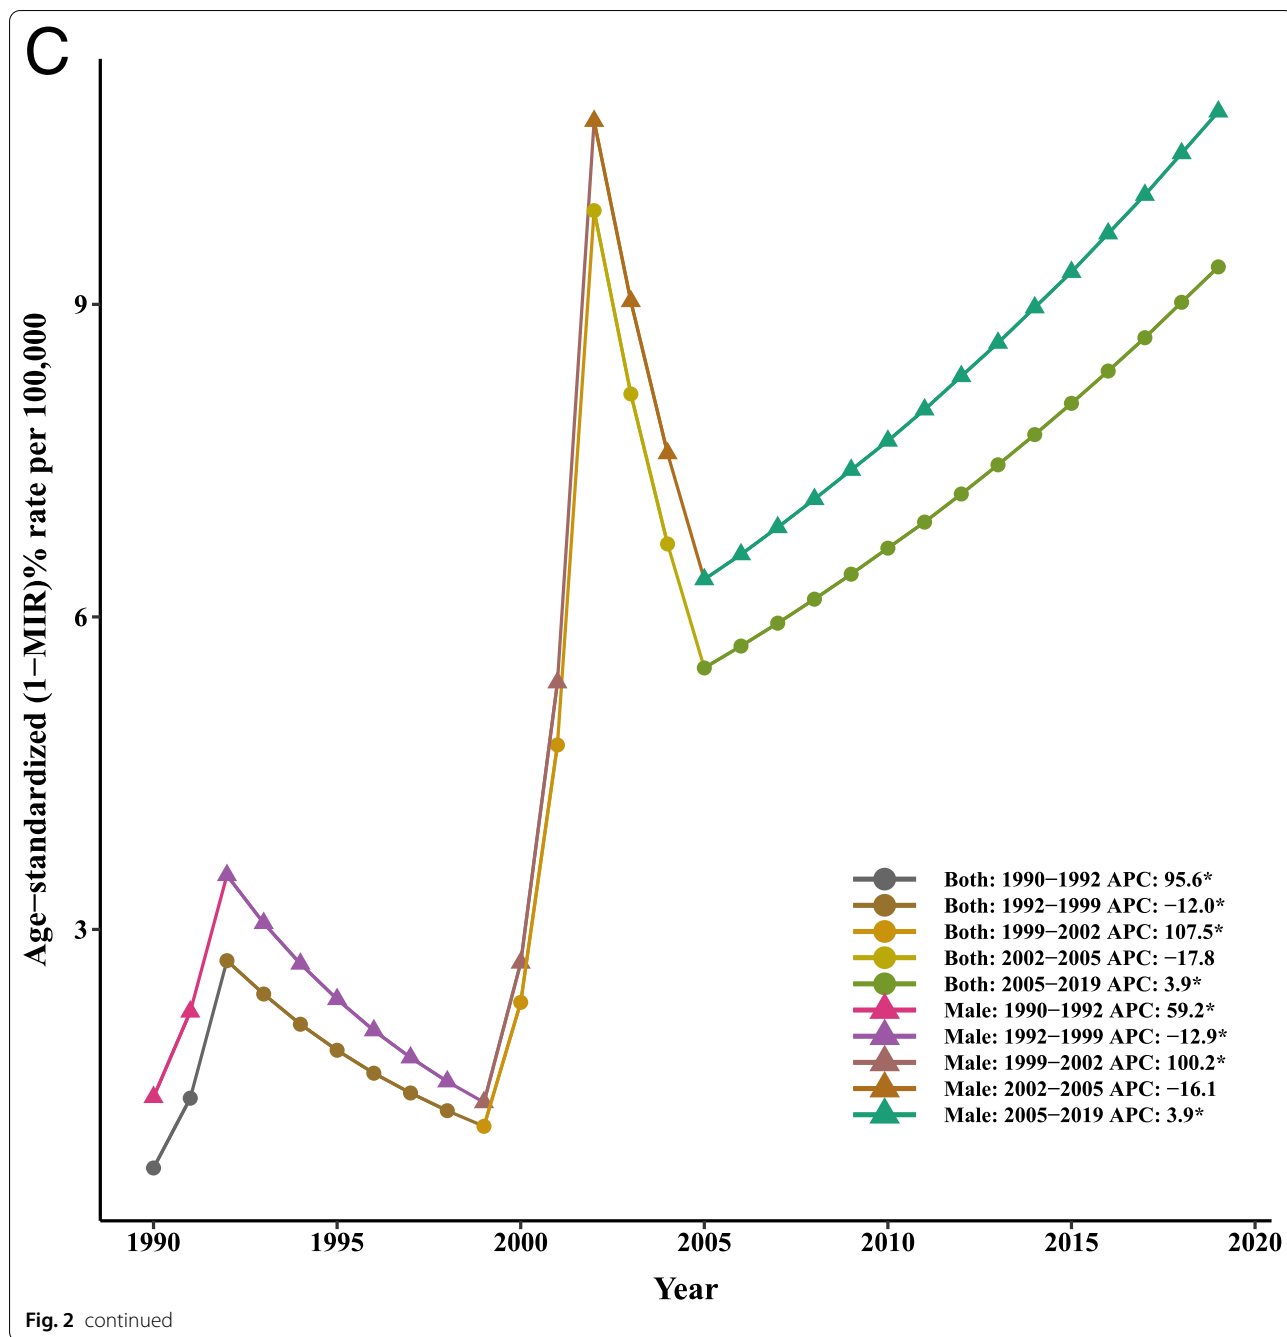 C
Age−standardized (1−MIR)% rate per 100,000
9
6
3
Both: 1990−1992 APC: 95.6*
Both: 1992−1999 APC: −12.0*
Both: 1999−2002 APC: 107.5*
Both: 2002−2005 APC: −17.8
Both: 2005−2019 APC: 3.9*
Male: 1990−1992 APC: 59.2*
Male: 1992−1999 APC: −12.9*
Male: 1999−2002 APC: 100.2*
Male: 2002−2005 APC: −16.1
Male: 2005−2019 APC: 3.9*
1990 1995 2000 2005 2010 2015 2020
Year
Fig. 2 continued